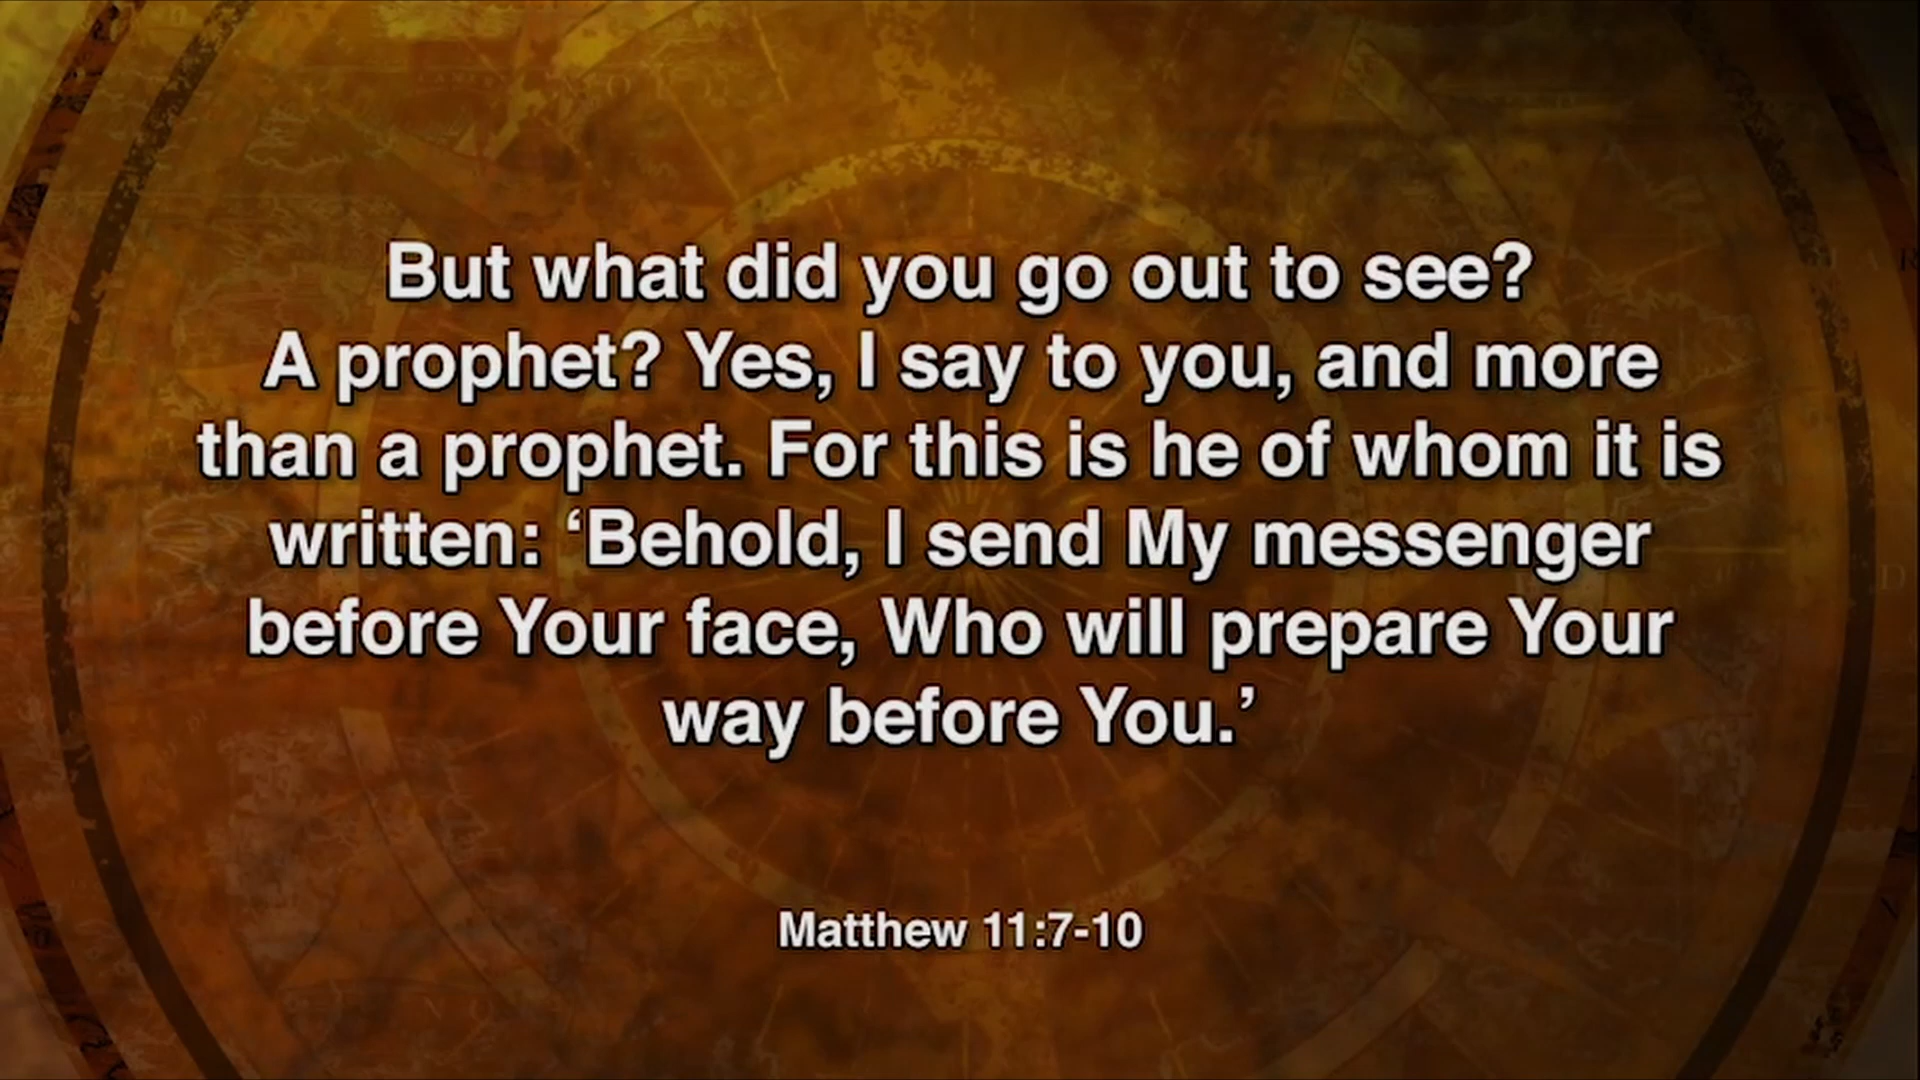 But what did you go out to see?
A prophet? Yes, I say to you, and more
than a prophet. For this is he of whom it is
written: ‘Behold, I send My messenger
before Your face, Who will prepare Your
way before You.’
Matthew 11:7-10